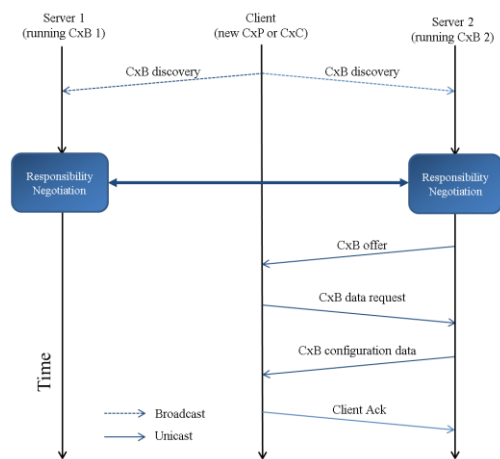 Server 1
(running CxB 1)
Client
(new CxP or CxC)
Server 2
(running CxB 2)
CxB discovery
CxB discovery
Responsibility
Negotiation
Responsibility
Negotiation
CxB offer
CxB data request
CxB configuration data
Client Ack
Time
Broadcast
Unicast